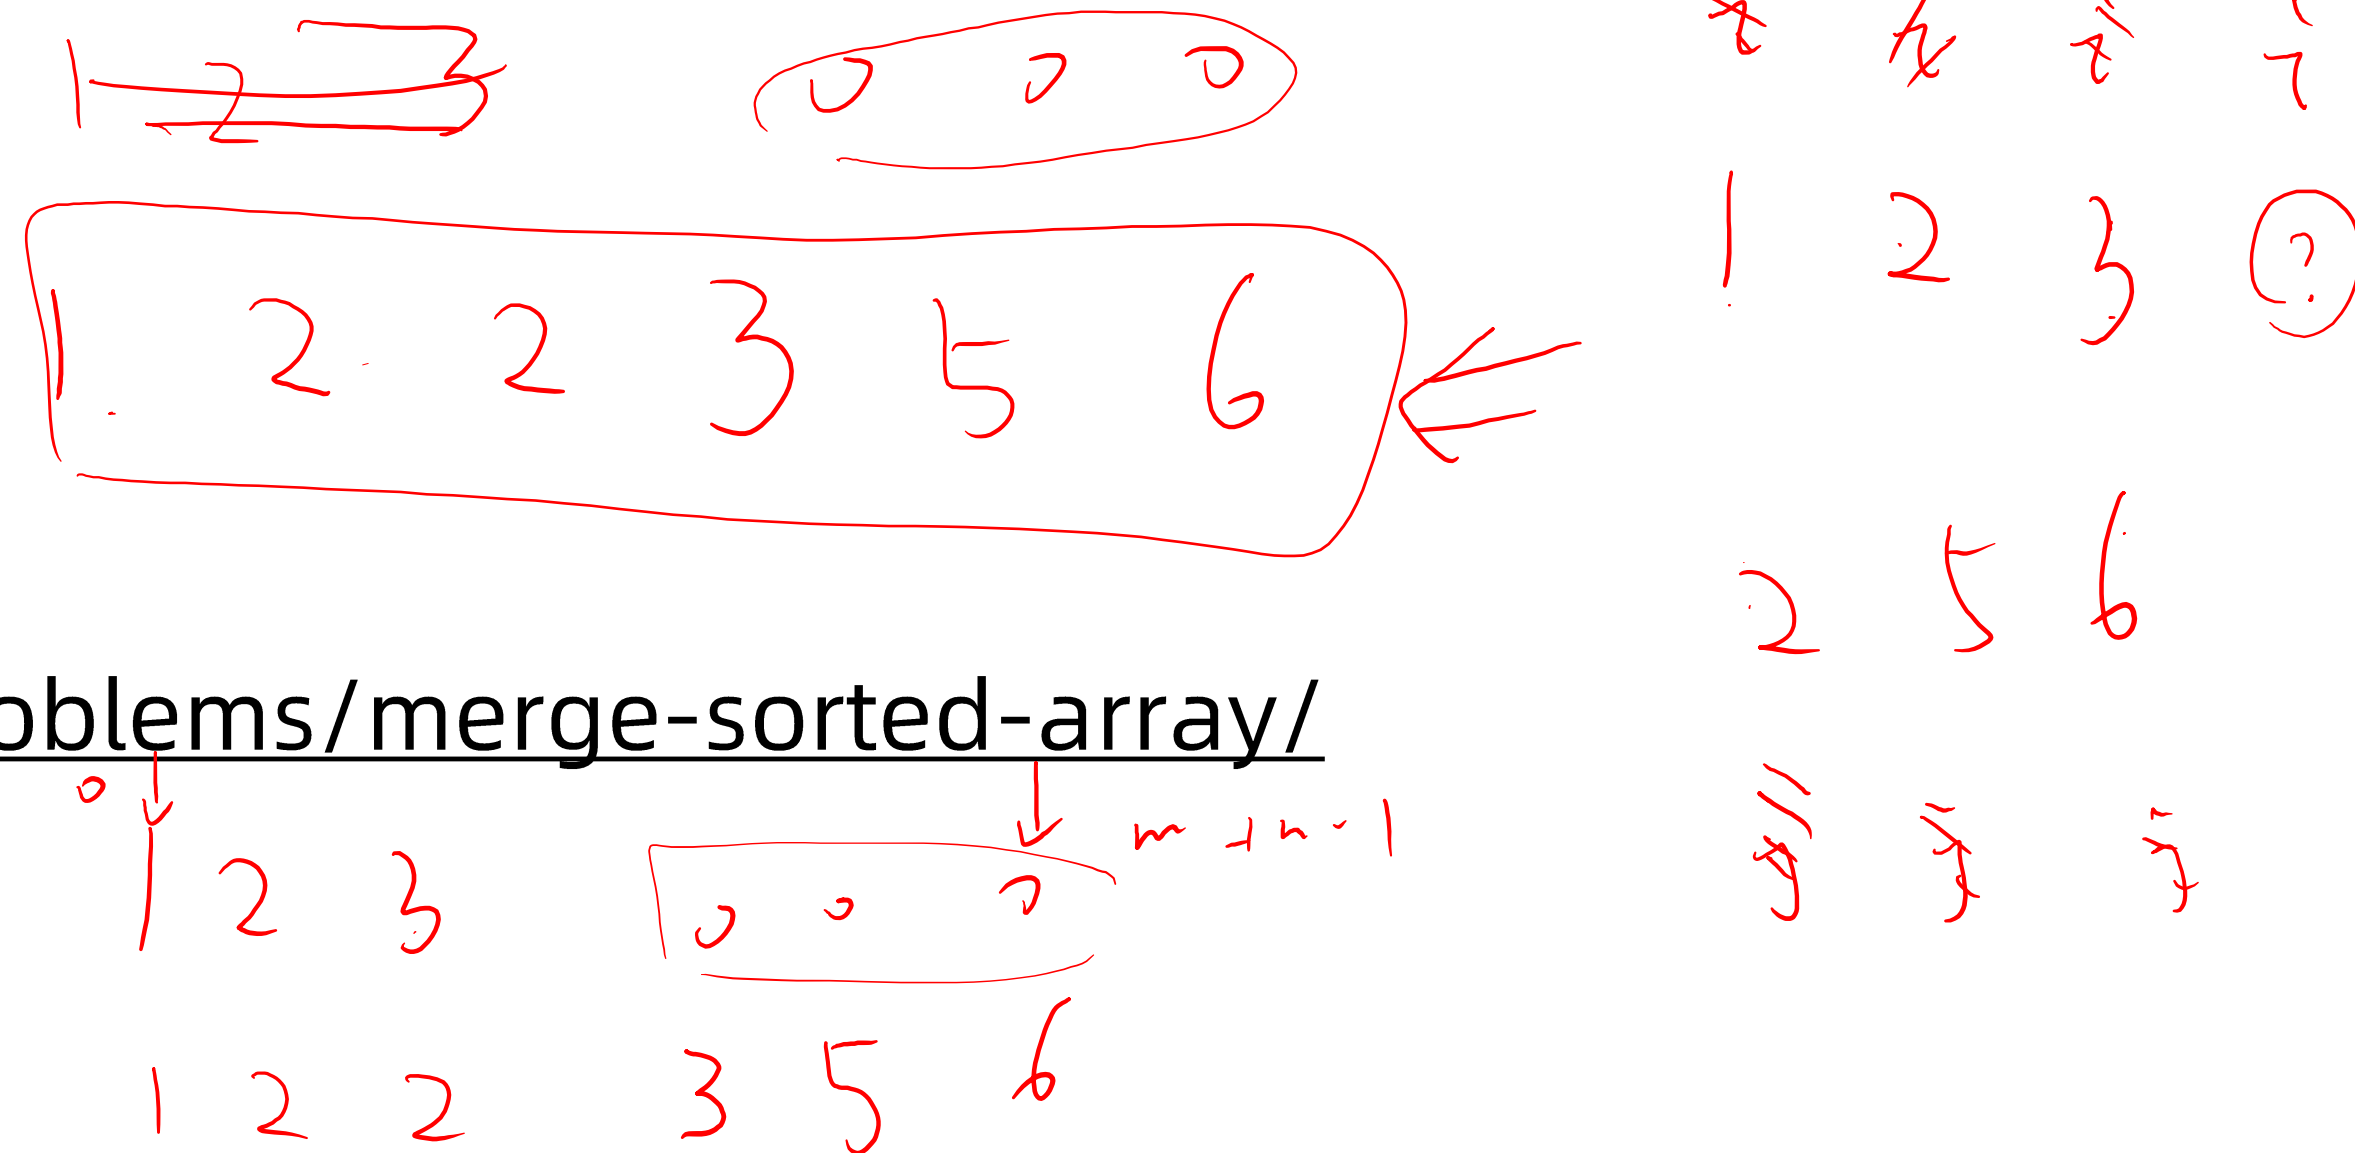 1 2 3 0 0 0
1 2 2 3 5 6
oblems/merge-sorted-array/
0 m+n-1
1 2 3 0 0 0
1 2 2 3 5 6
i i i i
1 2 3 ?
2 5 6
j j j